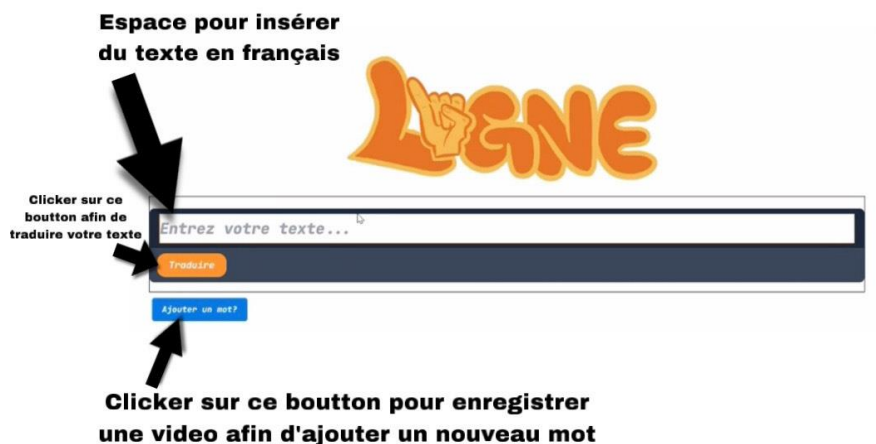 Espace pour insérer
du texte en français
LIGNE
Clicker sur ce
boutton afin de
traduire votre texte
Entrez votre texte...
Traduire
Ajouter un mot?
Clicker sur ce boutton pour enregistrer
une video afin d'ajouter un nouveau mot